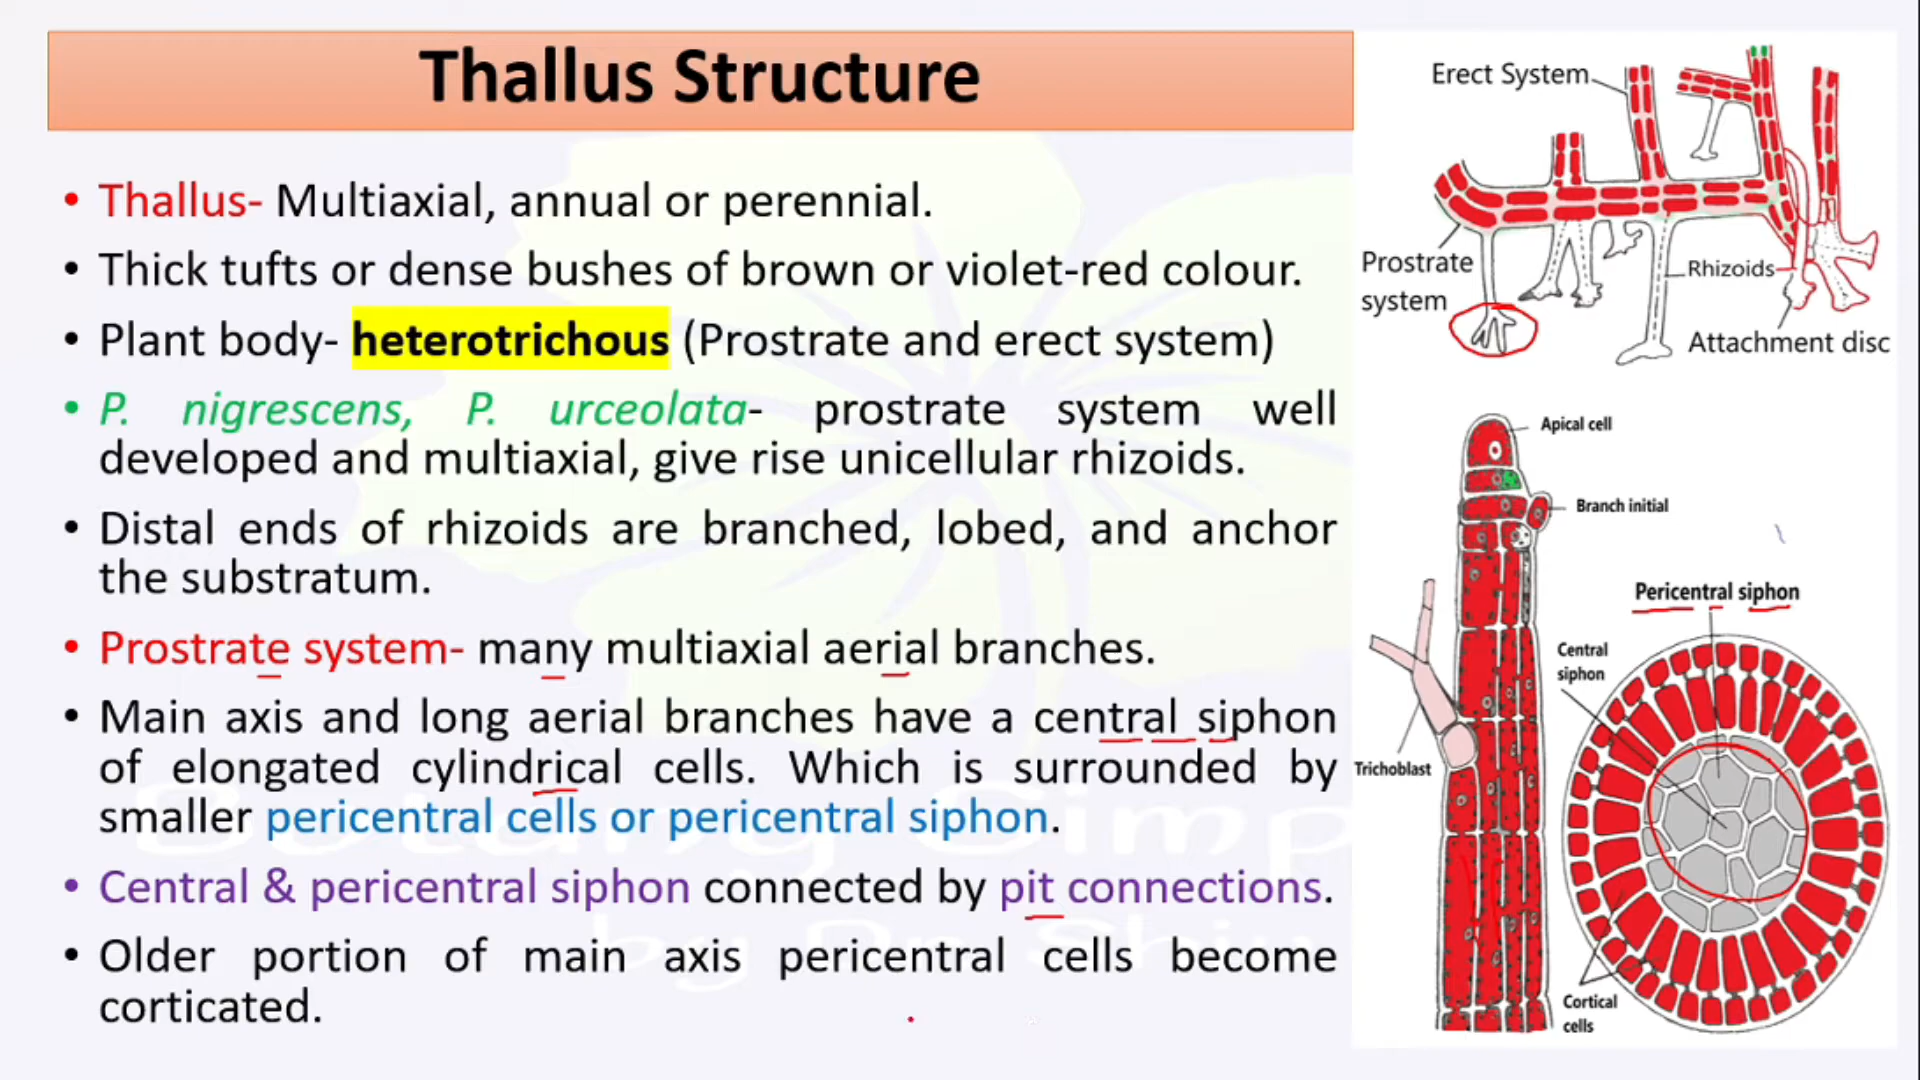 Thallus Structure
• Thallus- Multiaxial, annual or perennial.
• Thick tufts or dense bushes of brown or violet-red colour.
• Plant body- heterotrichous (Prostrate and erect system)
• P. nigrescens, P. urceolata- prostrate system well
developed and multiaxial, give rise unicellular rhizoids.
• Distal ends of rhizoids are branched, lobed, and anchor
the substratum.
• Prostrate system- many multiaxial aerial branches.
• Main axis and long aerial branches have a central siphon
of elongated cylindrical cells. Which is surrounded by
smaller pericentral cells or pericentral siphon.
• Central & pericentral siphon connected by pit connections.
• Older portion of main axis pericentral cells become
corticated.
Erect System
Prostrate
system
Rhizoids
Attachment disc
Apical cell
Branch initial
Pericentral siphon
Central
siphon
Trichoblast
Cortical
cells